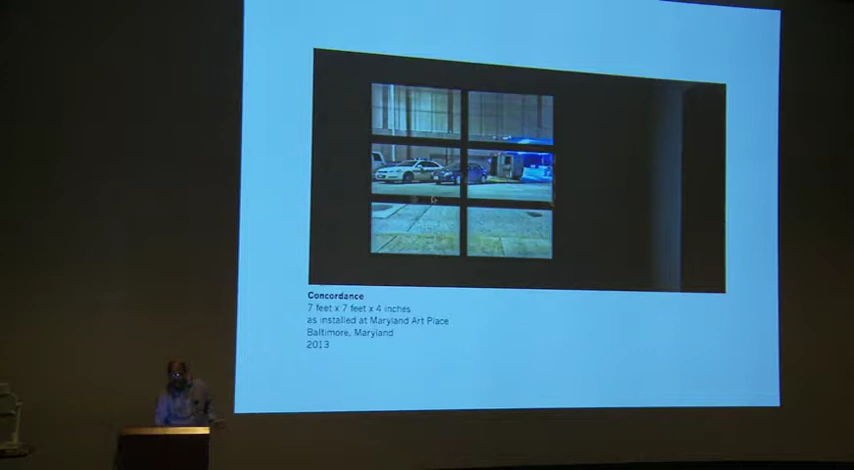 Concordance
7 feet x 7 feet x 4 inches
as installed at Maryland Art Place
Baltimore, Maryland
2013